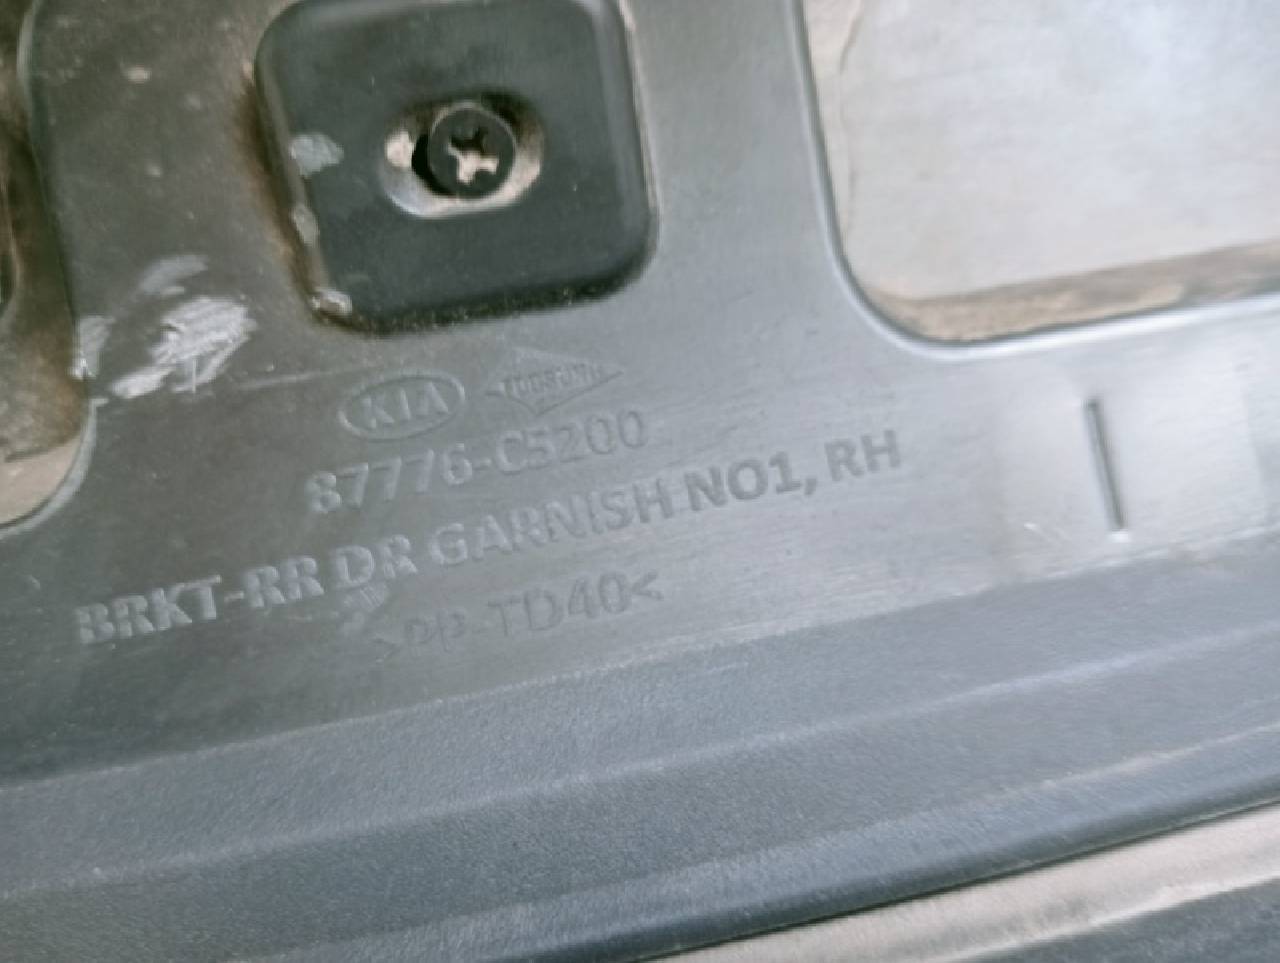 KIA
87776-C5200
BRKT-RR DR GARNISH NO1, RH
>PP-TD40<